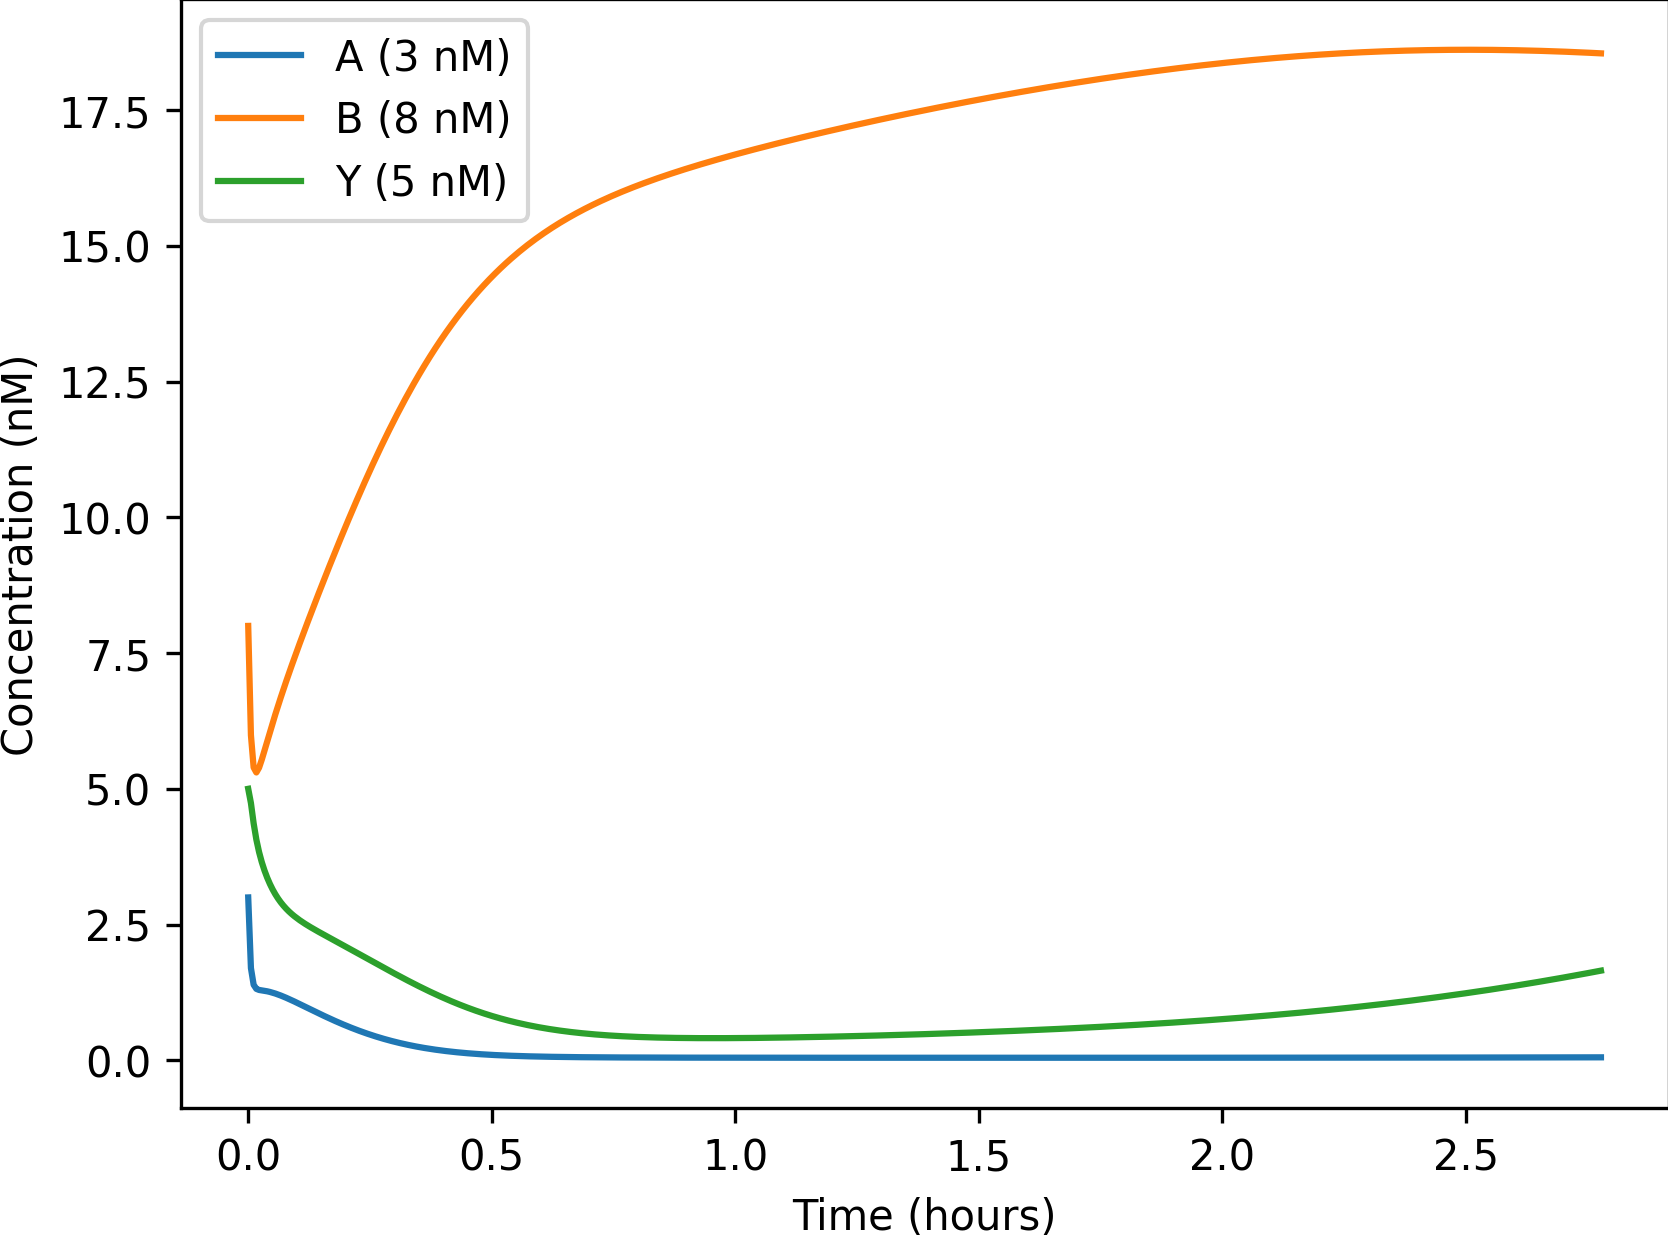 A (3 nM)
B (8 nM)
Y (5 nM)
17.5
15.0
12.5
10.0
7.5
5.0
2.5
0.0
Concentration (nM)
0.0 0.5 1.0 1.5 2.0 2.5
Time (hours)